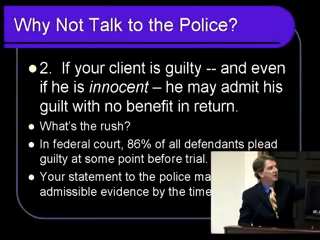 Why Not Talk to the Police?
2. If your client is guilty -- and even
if he is innocent – he may admit his
guilt with no benefit in return.
What's the rush?
In federal court, 86% of all defendants plead
guilty at some point before trial.
Your statement to the police ma
admissible evidence by the time